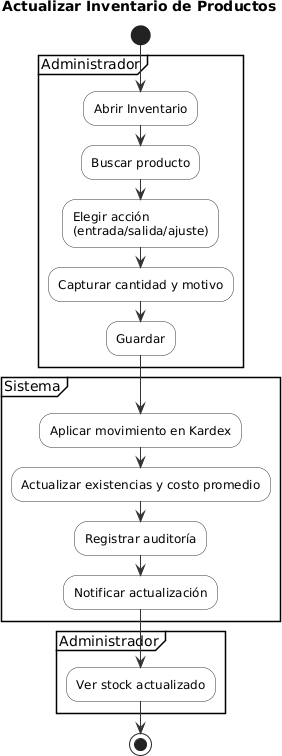 Actualizar Inventario de Productos
Administrador
Abrir Inventario
Buscar producto
Elegir acción
(entrada/salida/ajuste)
Capturar cantidad y motivo
Guardar
Sistema
Aplicar movimiento en Kardex
Actualizar existencias y costo promedio
Registrar auditoría
Notificar actualización
Administrador
Ver stock actualizado